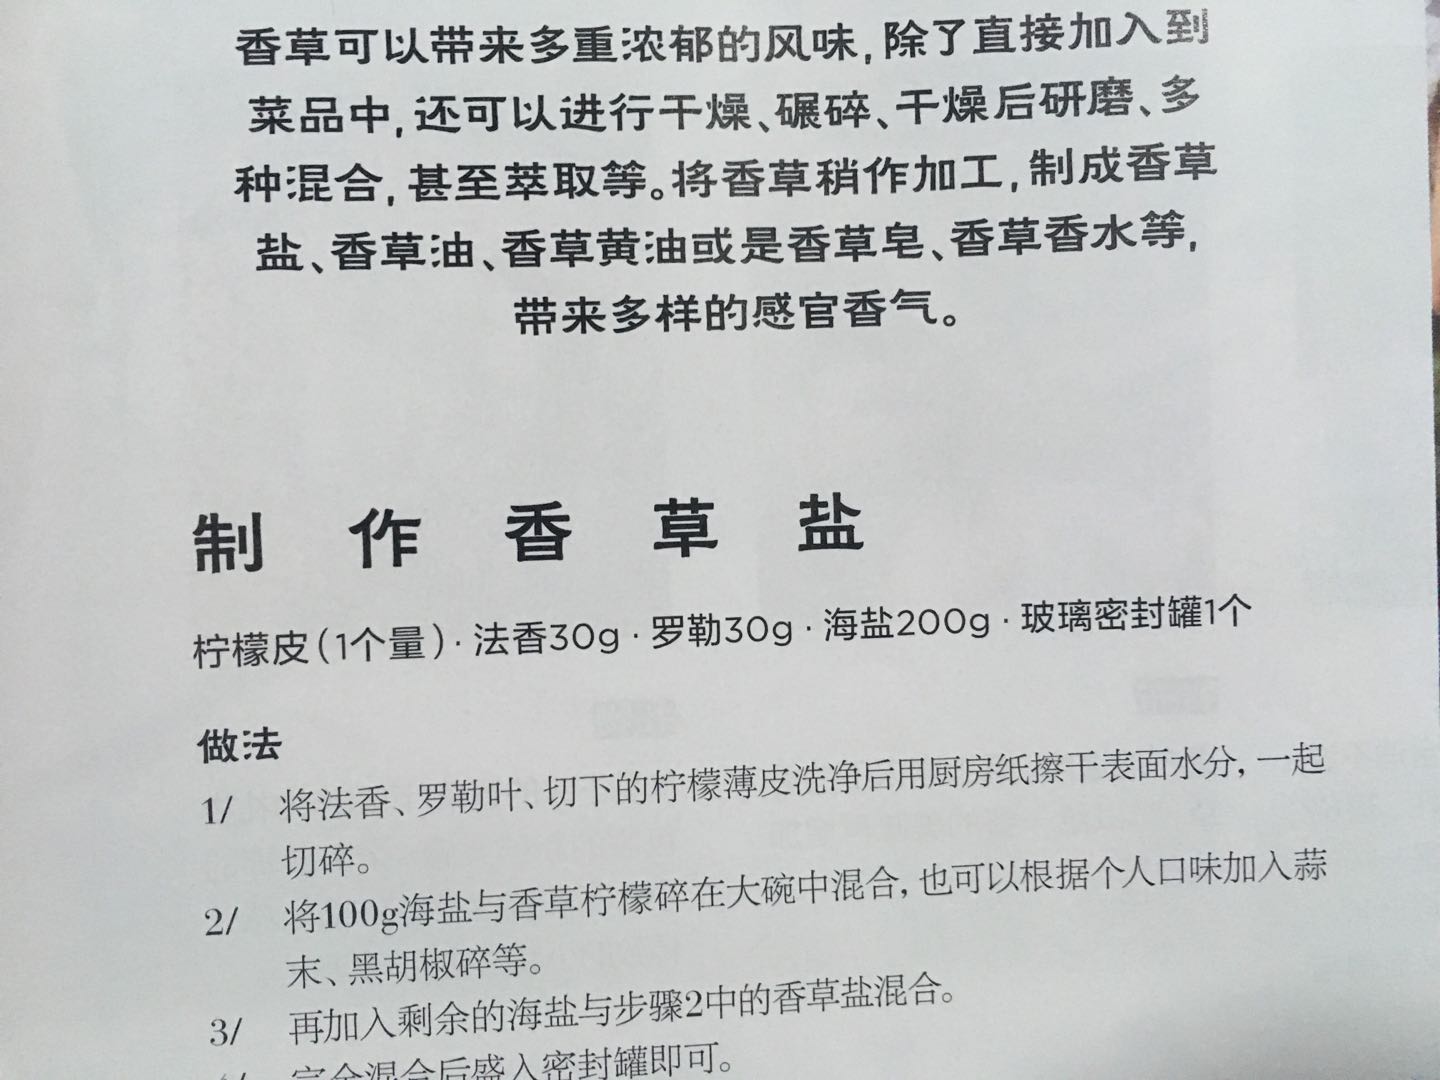 香草可以带来多重浓郁的风味，除了直接加入到
菜品中，还可以进行干燥、碾碎、干燥后研磨、多
种混合，甚至萃取等。将香草稍作加工，制成香草
盐、香草油、香草黄油或是香草皂、香草香水等，
带来多样的感官香气。
制作香草盐
柠檬皮（1个量）· 法香30g · 罗勒30g · 海盐200g · 玻璃密封罐1个
做法
1/ 将法香、罗勒叶、切下的柠檬薄皮洗净后用厨房纸擦干表面水分，一起
切碎。
2/ 将100g海盐与香草柠檬碎在大碗中混合，也可以根据个人口味加入蒜
末、黑胡椒碎等。
3/ 再加入剩余的海盐与步骤2中的香草盐混合。
完全混合后盛入密封罐即可。